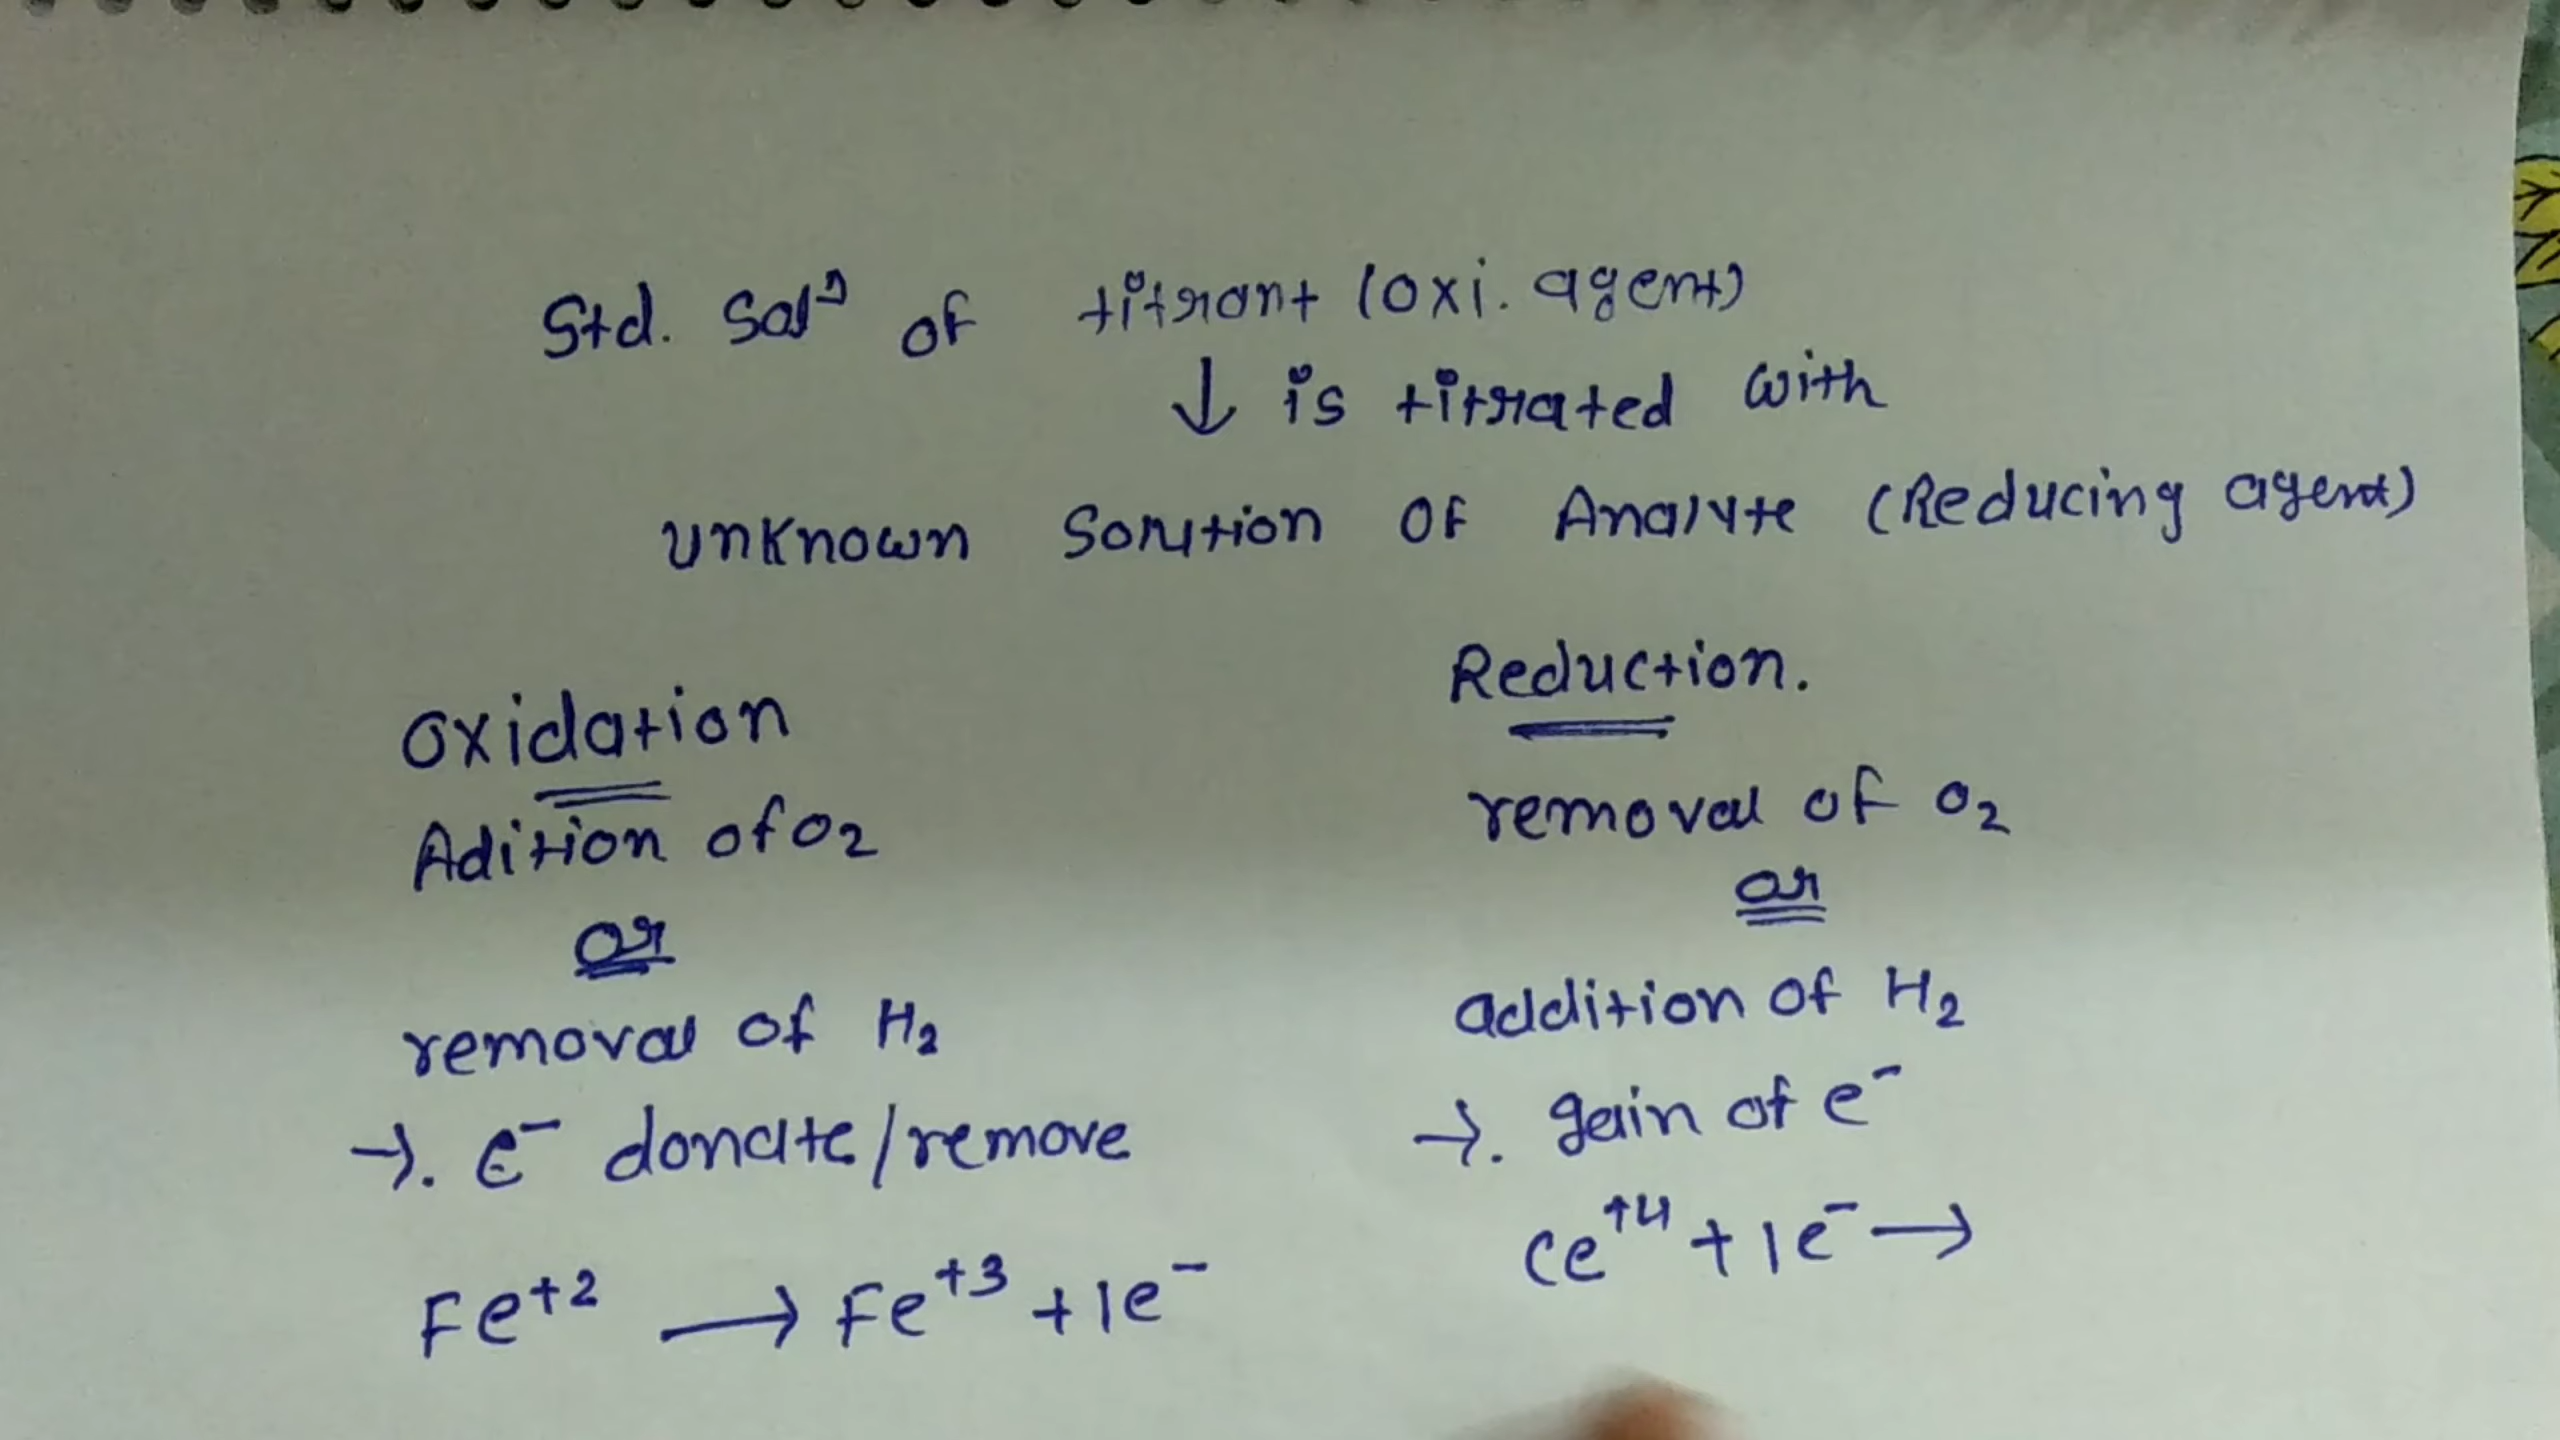 Std. Solⁿ of titrant (oxi. agent)
↓ is titrated with
unknown Solution of Analyte (Reducing agent)
Oxidation
Adition of O₂
or
removal of H₂
→. e⁻ donate/remove
Fe⁺² → Fe⁺³ + 1e⁻
Reduction.
removal of O₂
or
addition of H₂
→. gain of e⁻
Ce⁺⁴ + 1e⁻ →